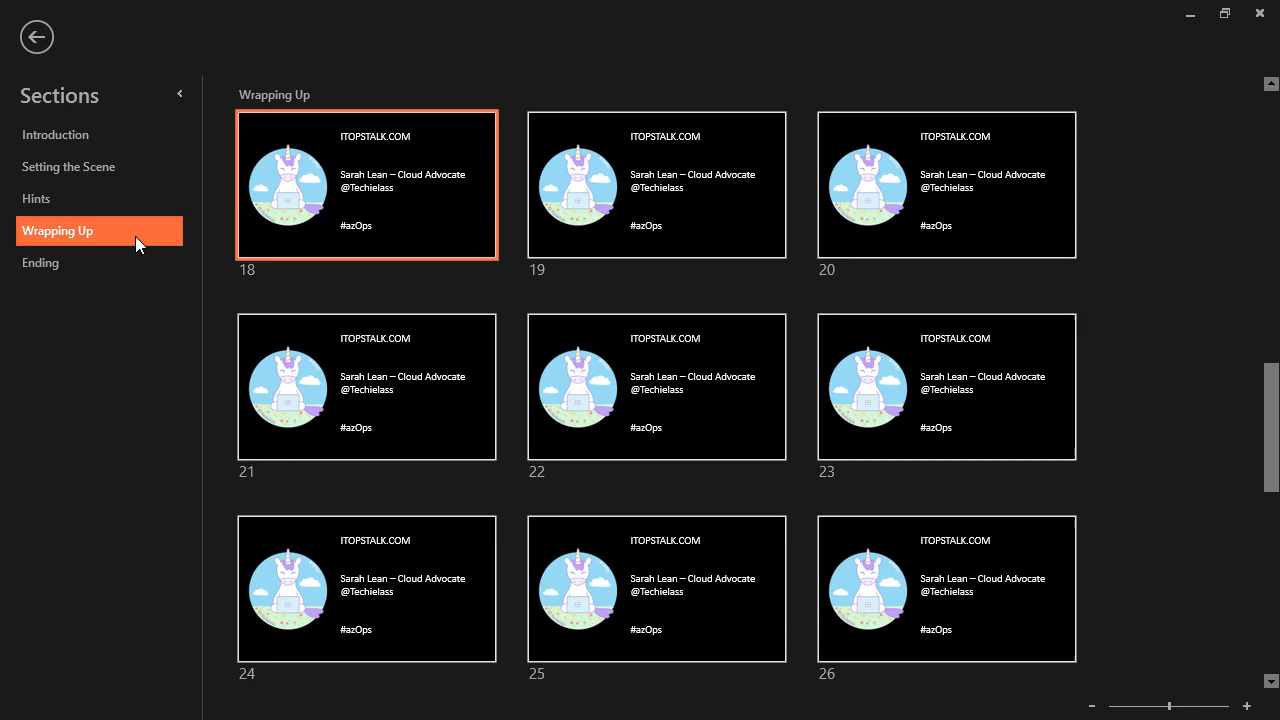 Sections
Introduction
Setting the Scene
Hints
Wrapping Up
Ending
Wrapping Up
ITOPSTALK.COM
Sarah Lean – Cloud Advocate
@Techielass
#azOps
18
ITOPSTALK.COM
Sarah Lean – Cloud Advocate
@Techielass
#azOps
19
ITOPSTALK.COM
Sarah Lean – Cloud Advocate
@Techielass
#azOps
20
ITOPSTALK.COM
Sarah Lean – Cloud Advocate
@Techielass
#azOps
21
ITOPSTALK.COM
Sarah Lean – Cloud Advocate
@Techielass
#azOps
22
ITOPSTALK.COM
Sarah Lean – Cloud Advocate
@Techielass
#azOps
23
ITOPSTALK.COM
Sarah Lean – Cloud Advocate
@Techielass
#azOps
24
ITOPSTALK.COM
Sarah Lean – Cloud Advocate
@Techielass
#azOps
25
ITOPSTALK.COM
Sarah Lean – Cloud Advocate
@Techielass
#azOps
26